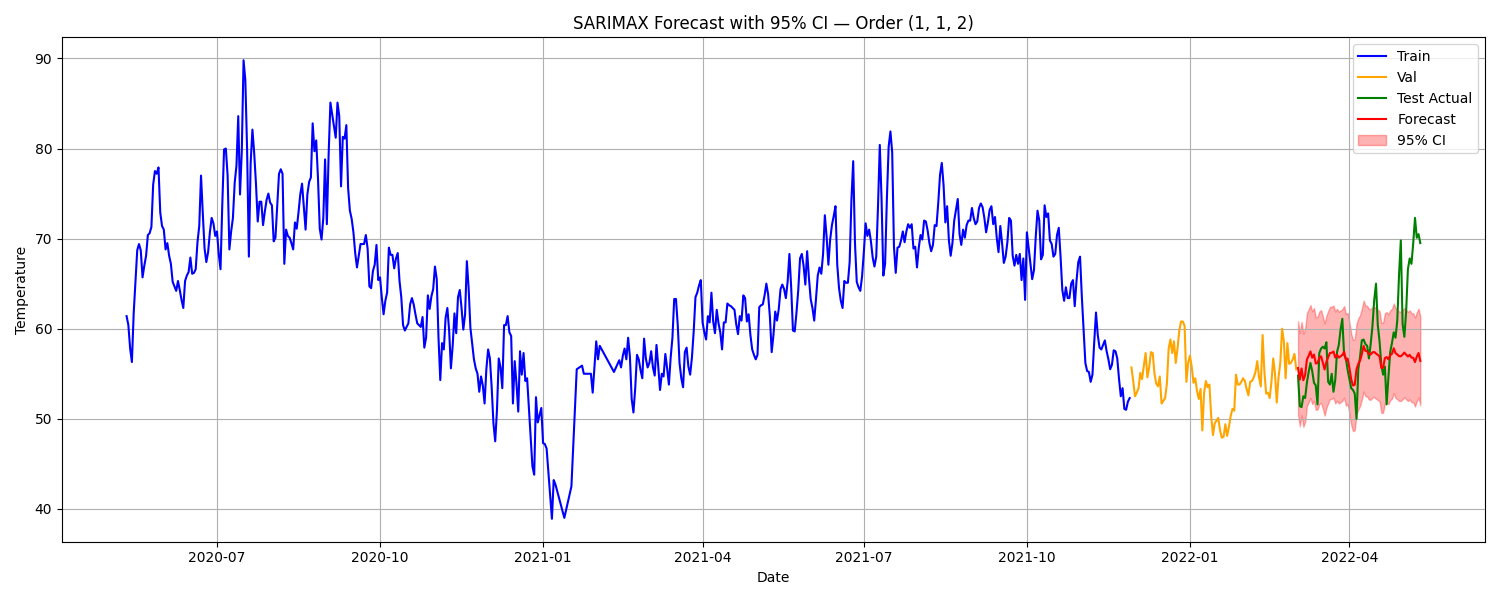 SARIMAX Forecast with 95% CI — Order (1, 1, 2)
Train
Val
Test Actual
Forecast
95% CI
Temperature
90
80
70
60
50
40
2020-07
2020-10
2021-01
2021-04
2021-07
2021-10
2022-01
2022-04
Date